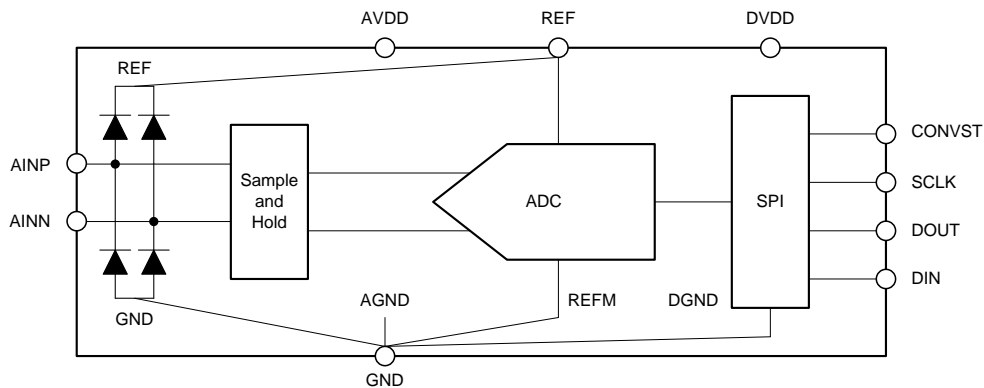 AVDD
REF
DVDD
REF
CONVST
AINP
Sample
and
Hold
ADC
SPI
SCLK
AINN
DOUT
DIN
AGND
REFM
DGND
GND
GND